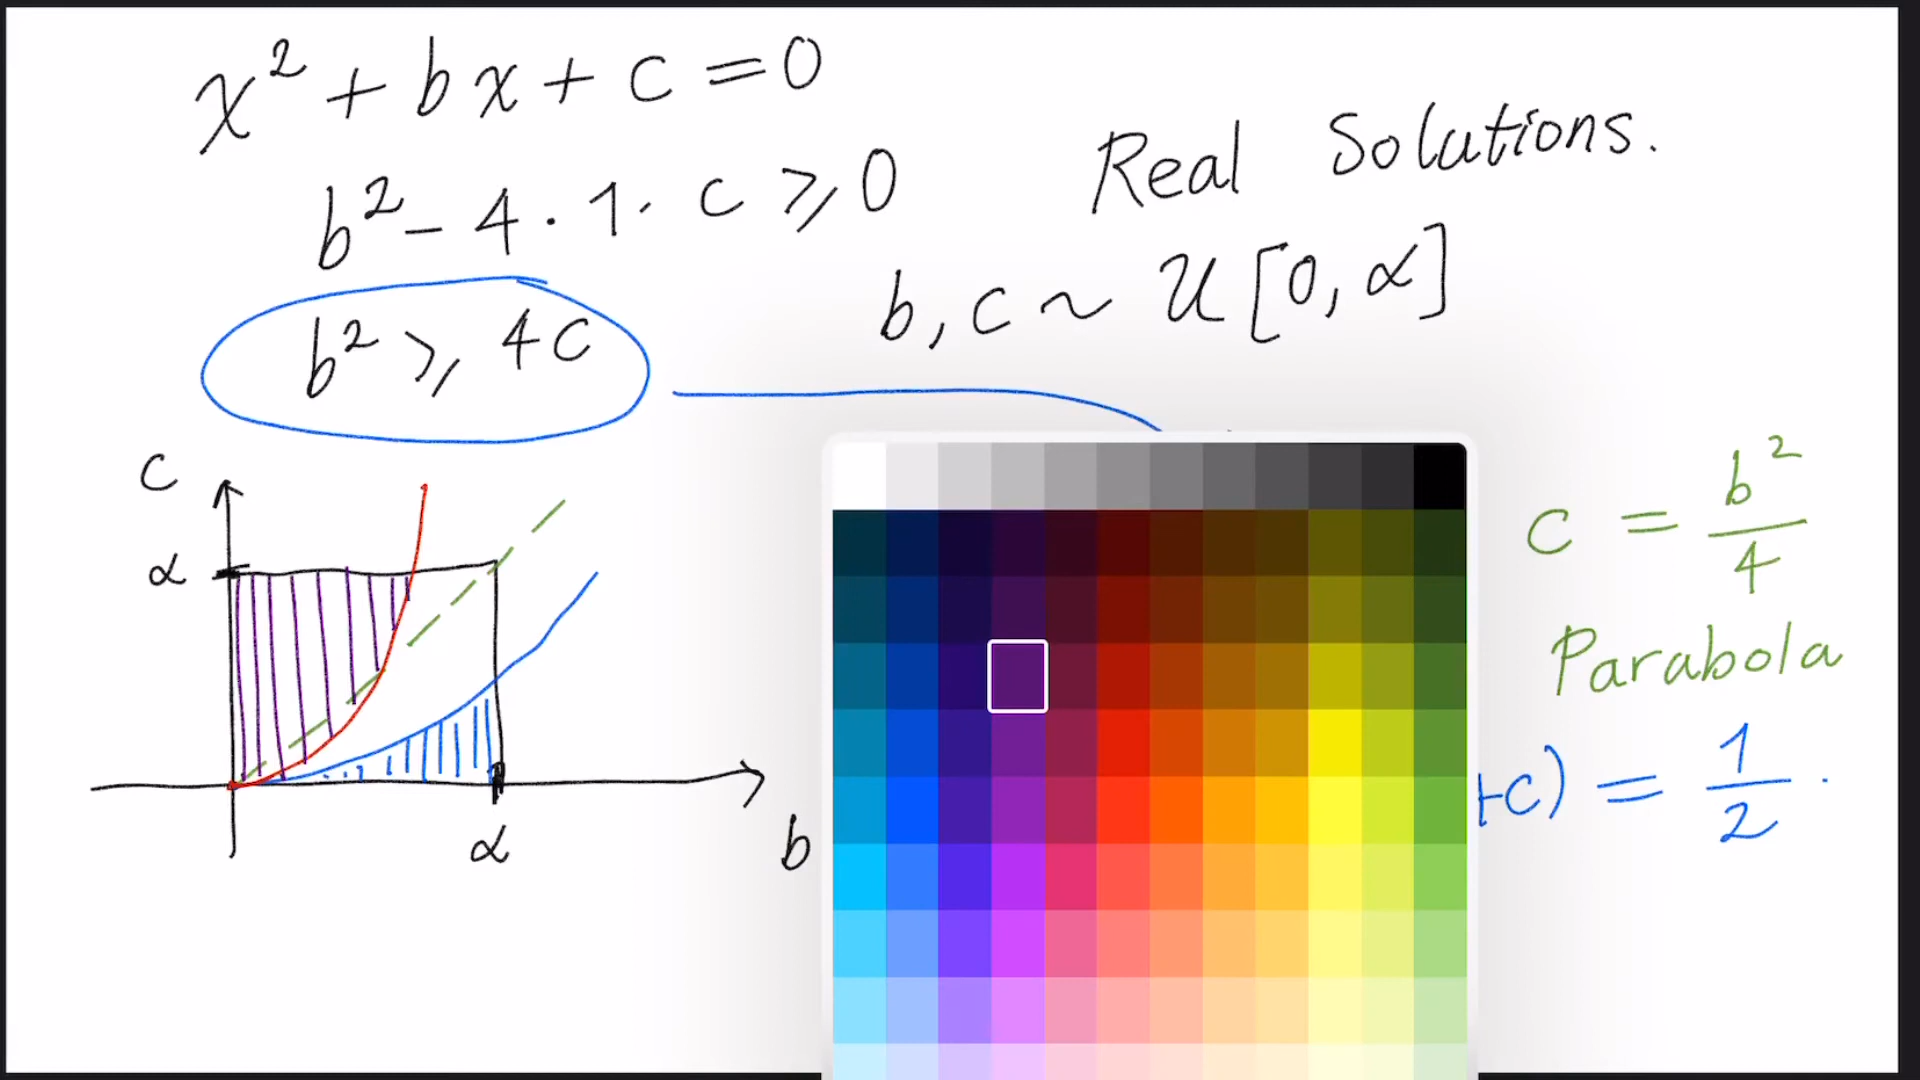 x² + bx + c = 0
Real Solutions.
b² - 4 · 1 · c ⩾ 0
b, c ~ U [0, α]
b² ⩾ 4c
c = b²/4
Parabola
+c) = 1/2 .
c
α
α
b